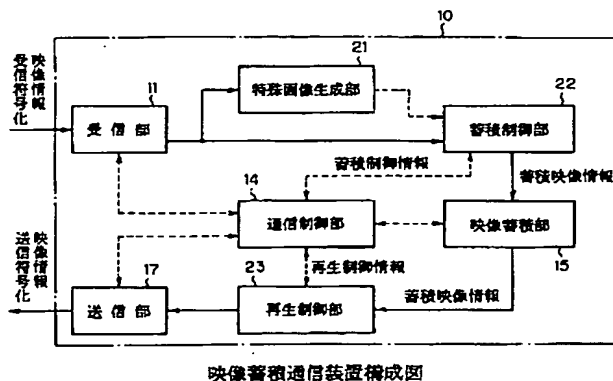 10
21
特殊画像生成部
22
蓄積制御部
受信符号化
映像情報
11
受信部
蓄積制御情報
蓄積映像情報
14
通信制御部
映像蓄積部
15
再生制御情報
送信符号化
映像情報
17
送信部
23
再生制御部
蓄積映像情報
映像蓄積通信装置構成図